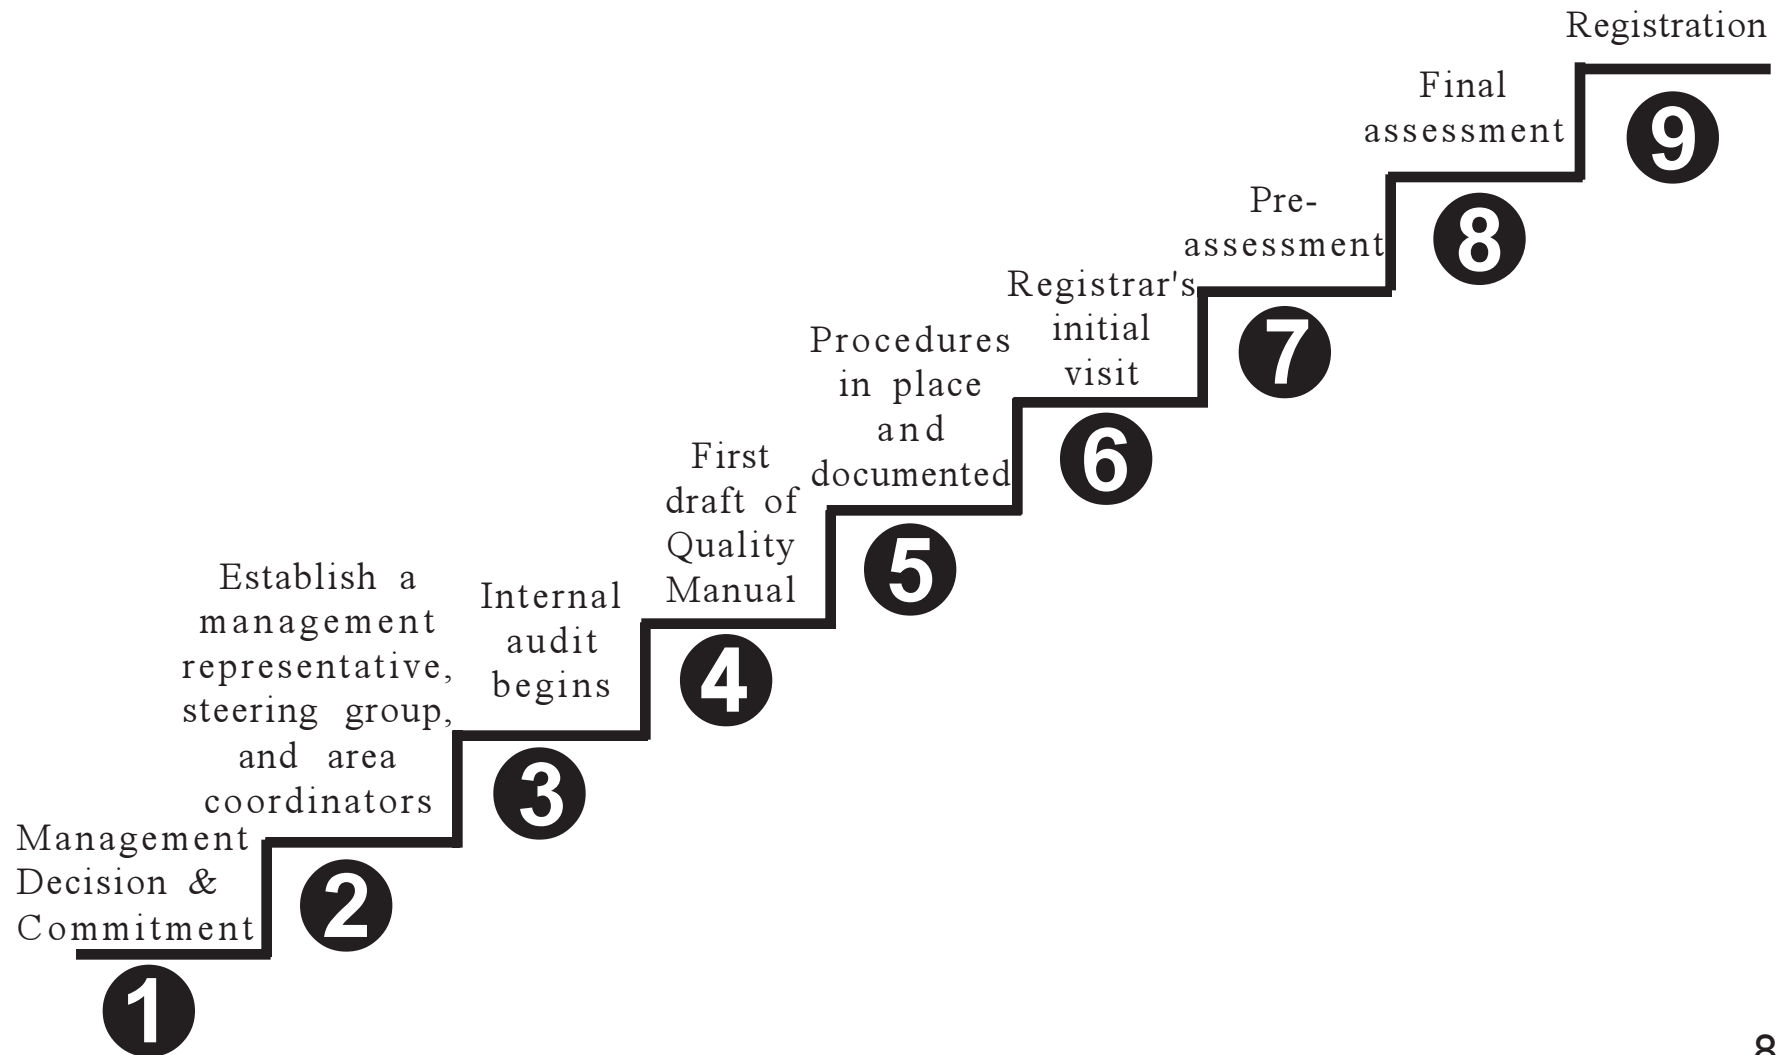 Management
Decision &
Commitment
1
Establish a
management
representative,
steering group,
and area
coordinators
2
Internal
audit
begins
3
First
draft of
Quality
Manual
4
Procedures
in place
and
documented
5
Registrar's
initial
visit
6
Pre-
assessment
7
Final
assessment
8
Registration
9
8